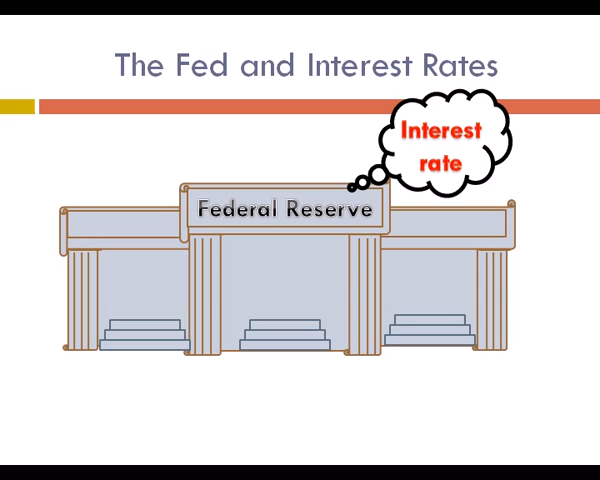 The Fed and Interest Rates
Interest
rate
Federal Reserve